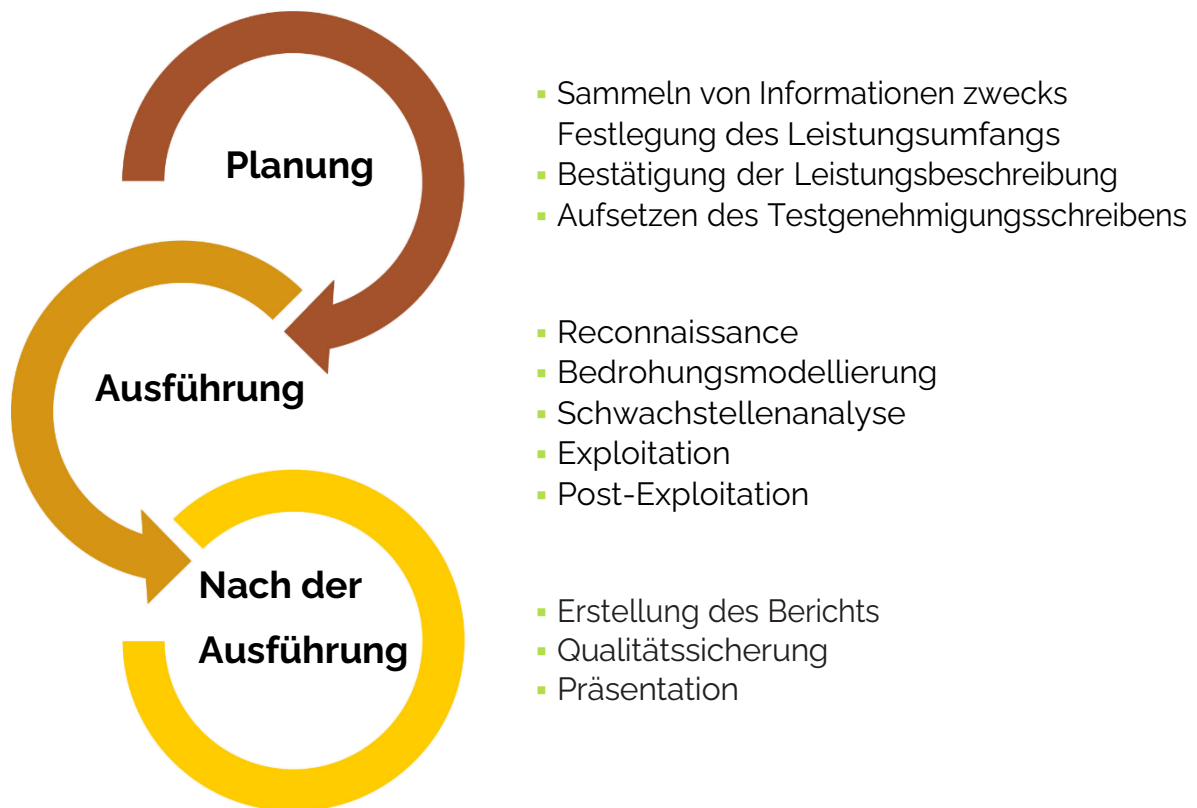 Planung
▪ Sammeln von Informationen zwecks
Festlegung des Leistungsumfangs
▪ Bestätigung der Leistungsbeschreibung
▪ Aufsetzen des Testgenehmigungsschreibens
Ausführung
▪ Reconnaissance
▪ Bedrohungsmodellierung
▪ Schwachstellenanalyse
▪ Exploitation
▪ Post-Exploitation
Nach der
Ausführung
▪ Erstellung des Berichts
▪ Qualitätssicherung
▪ Präsentation